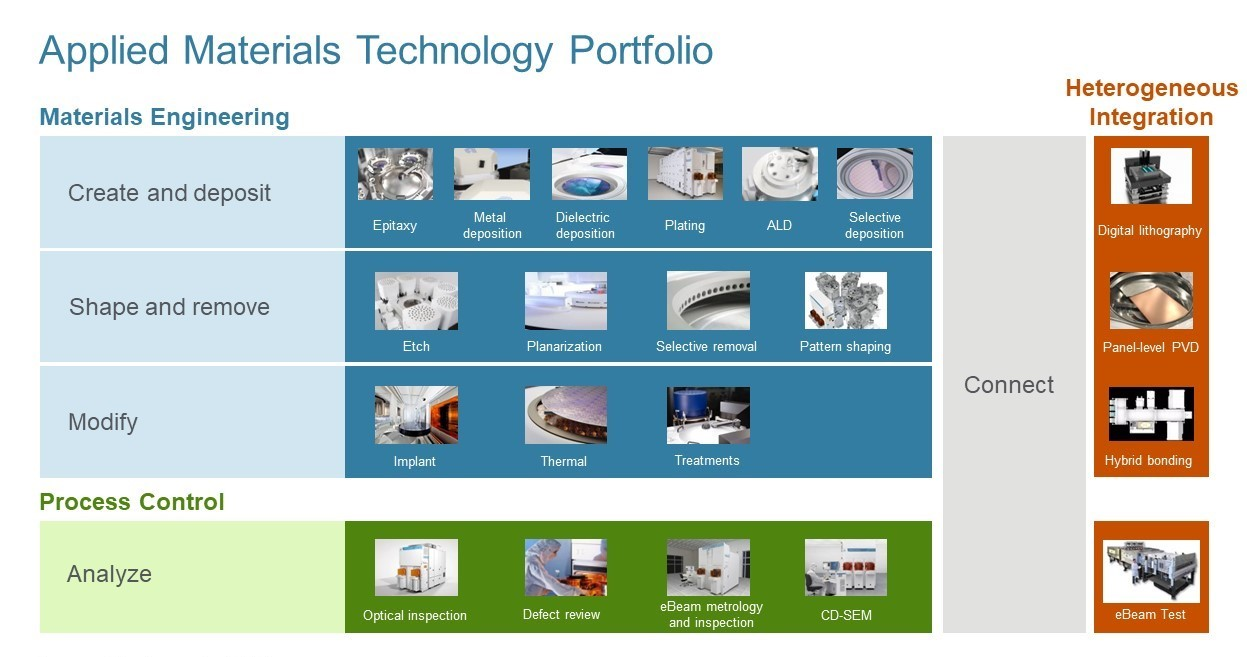 Applied Materials Technology Portfolio
Heterogeneous
Integration
Materials Engineering
Create and deposit
Epitaxy
Metal
deposition
Dielectric
deposition
Plating
ALD
Selective
deposition
Digital lithography
Shape and remove
Etch
Planarization
Selective removal
Pattern shaping
Panel-level PVD
Connect
Modify
Implant
Thermal
Treatments
Hybrid bonding
Process Control
Analyze
Optical inspection
Defect review
eBeam metrology
and inspection
CD-SEM
eBeam Test